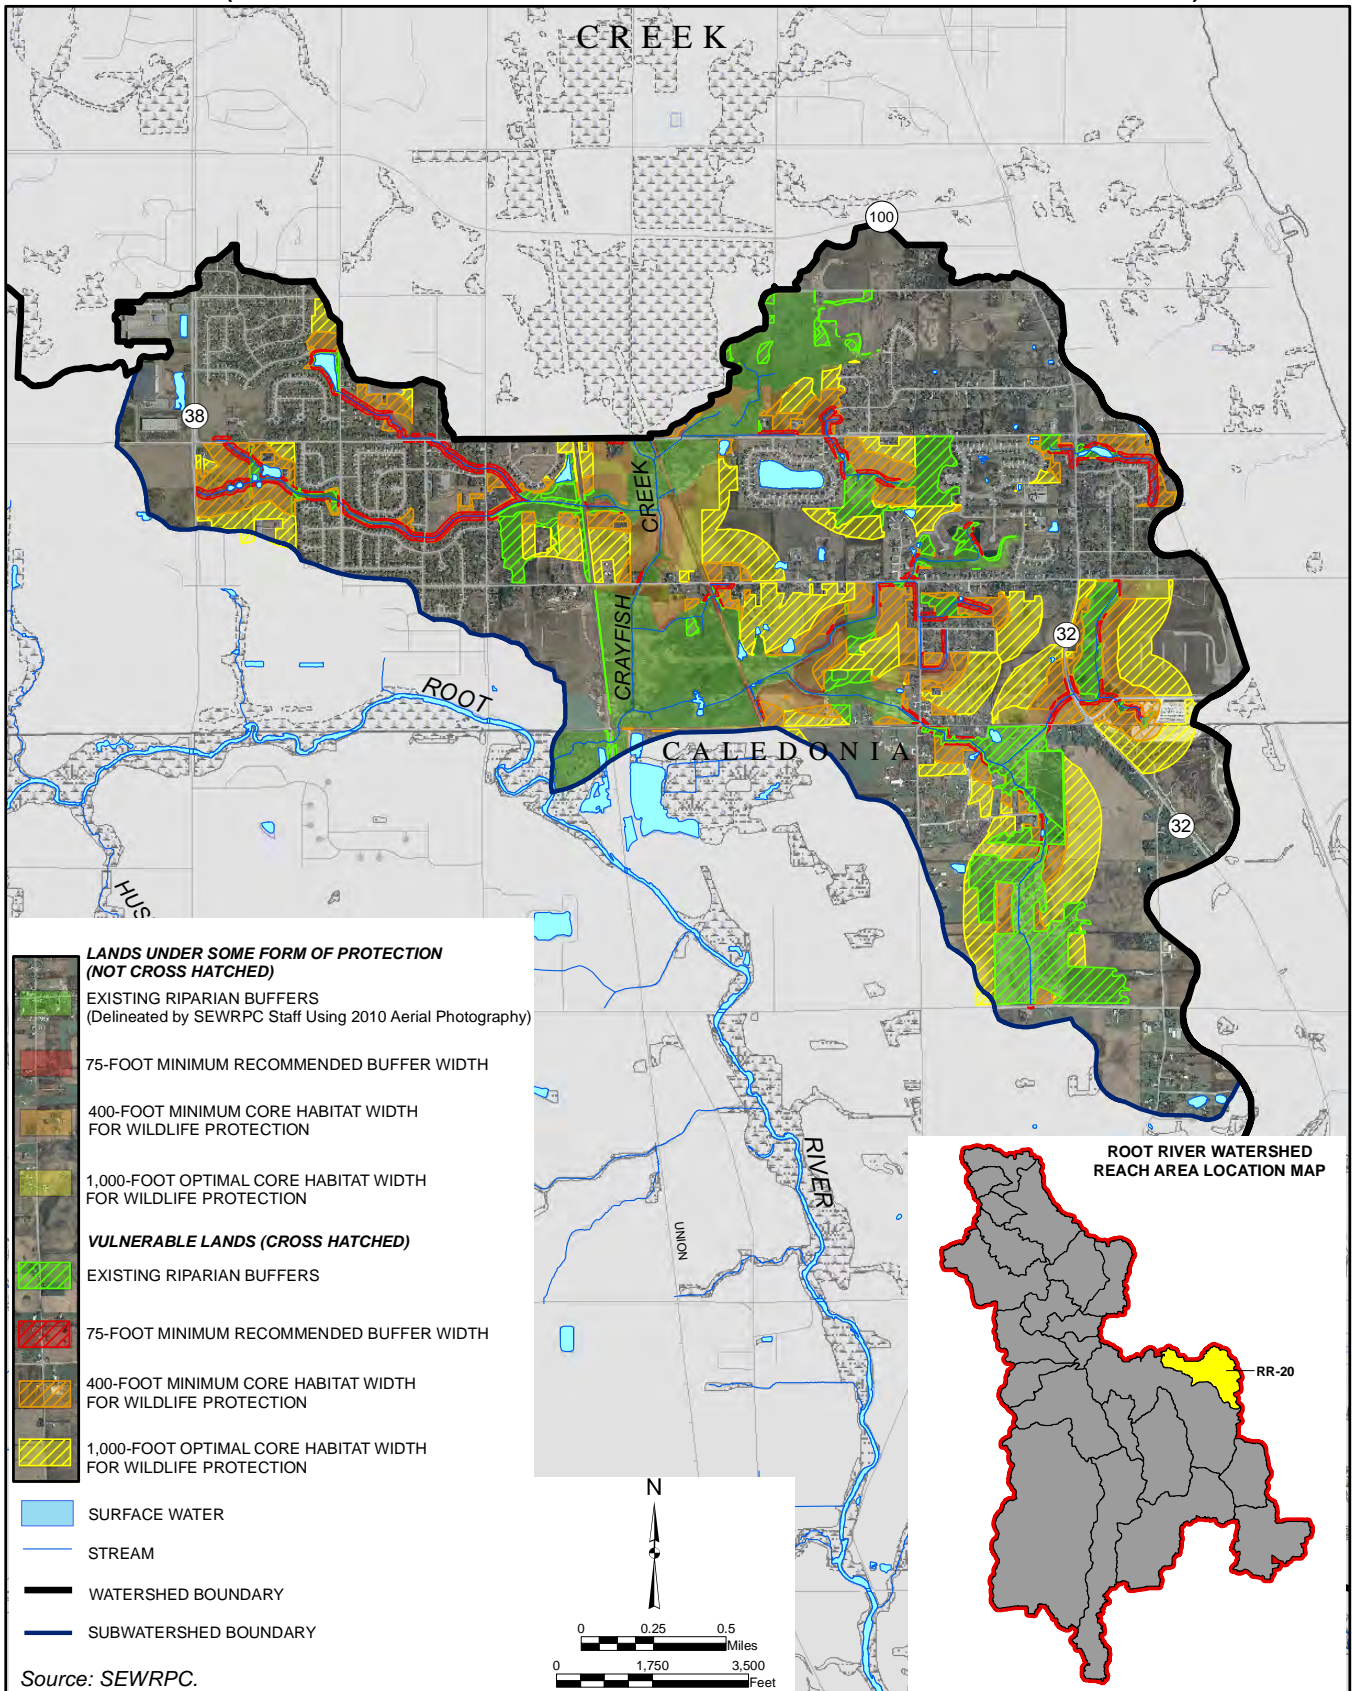 CREEK
100
38
CREEK
CRAYFISH
32
ROOT
CALEDONIA
32
RIVER
UNION
LANDS UNDER SOME FORM OF PROTECTION
(NOT CROSS HATCHED)
EXISTING RIPARIAN BUFFERS
(Delineated by SEWRPC Staff Using 2010 Aerial Photography)
75-FOOT MINIMUM RECOMMENDED BUFFER WIDTH
400-FOOT MINIMUM CORE HABITAT WIDTH
FOR WILDLIFE PROTECTION
1,000-FOOT OPTIMAL CORE HABITAT WIDTH
FOR WILDLIFE PROTECTION
VULNERABLE LANDS (CROSS HATCHED)
EXISTING RIPARIAN BUFFERS
75-FOOT MINIMUM RECOMMENDED BUFFER WIDTH
400-FOOT MINIMUM CORE HABITAT WIDTH
FOR WILDLIFE PROTECTION
1,000-FOOT OPTIMAL CORE HABITAT WIDTH
FOR WILDLIFE PROTECTION
SURFACE WATER
STREAM
WATERSHED BOUNDARY
SUBWATERSHED BOUNDARY
Source: SEWRPC.
N
0 0.25 0.5
Miles
0 1,750 3,500
Feet
ROOT RIVER WATERSHED
REACH AREA LOCATION MAP
RR-20